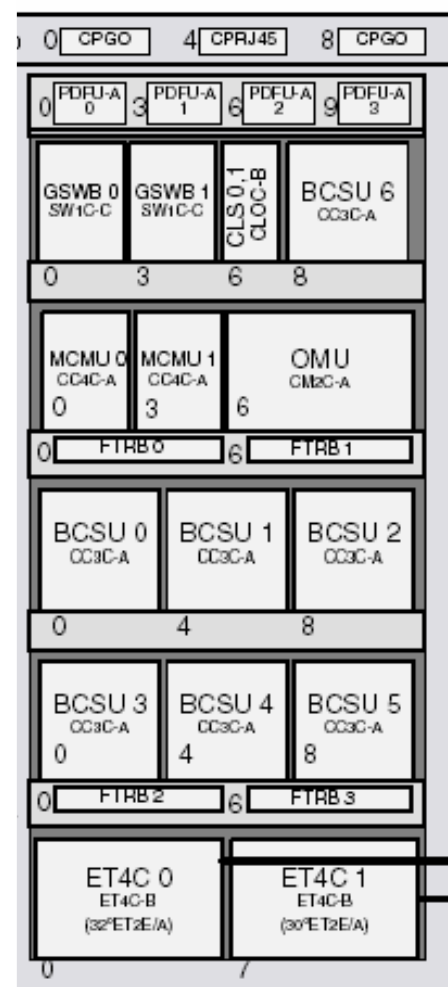 0 CPGO 4 CPRJ45 8 CPGO
0 PDFU-A 0 3 PDFU-A 1 6 PDFU-A 2 9 PDFU-A 3
GSWB 0 GSWB 1 CLS 0,1 BCSU 6
SW1C-C SW1C-C CLOC-B CC3C-A
0 3 6 8
MCMU 0 MCMU 1 OMU
CC4C-A CC4C-A CM2C-A
0 3 6
0 FTRB 0 6 FTRB 1
BCSU 0 BCSU 1 BCSU 2
CC3C-A CC3C-A CC3C-A
0 4 8
BCSU 3 BCSU 4 BCSU 5
CC3C-A CC3C-A CC3C-A
0 4 8
0 FTRB 2 6 FTRB 3
ET4C 0 ET4C 1
ET4C-B ET4C-B
(32*ET2E/A) (30*ET2E/A)
0 7